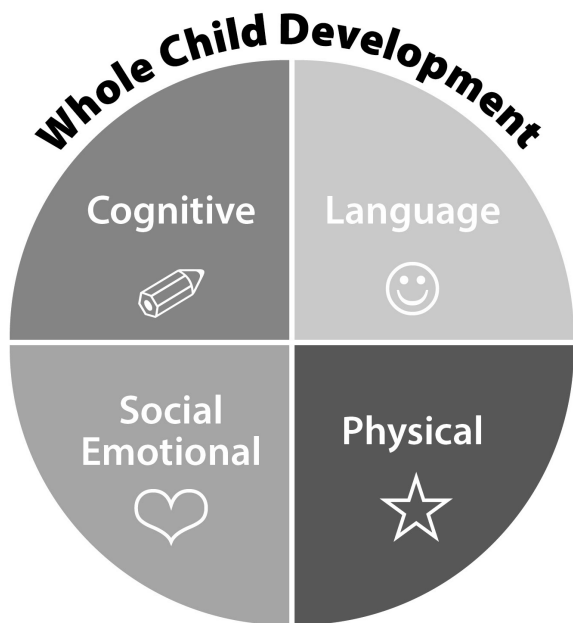 Whole Child Development
Cognitive
Language
Social
Emotional
Physical